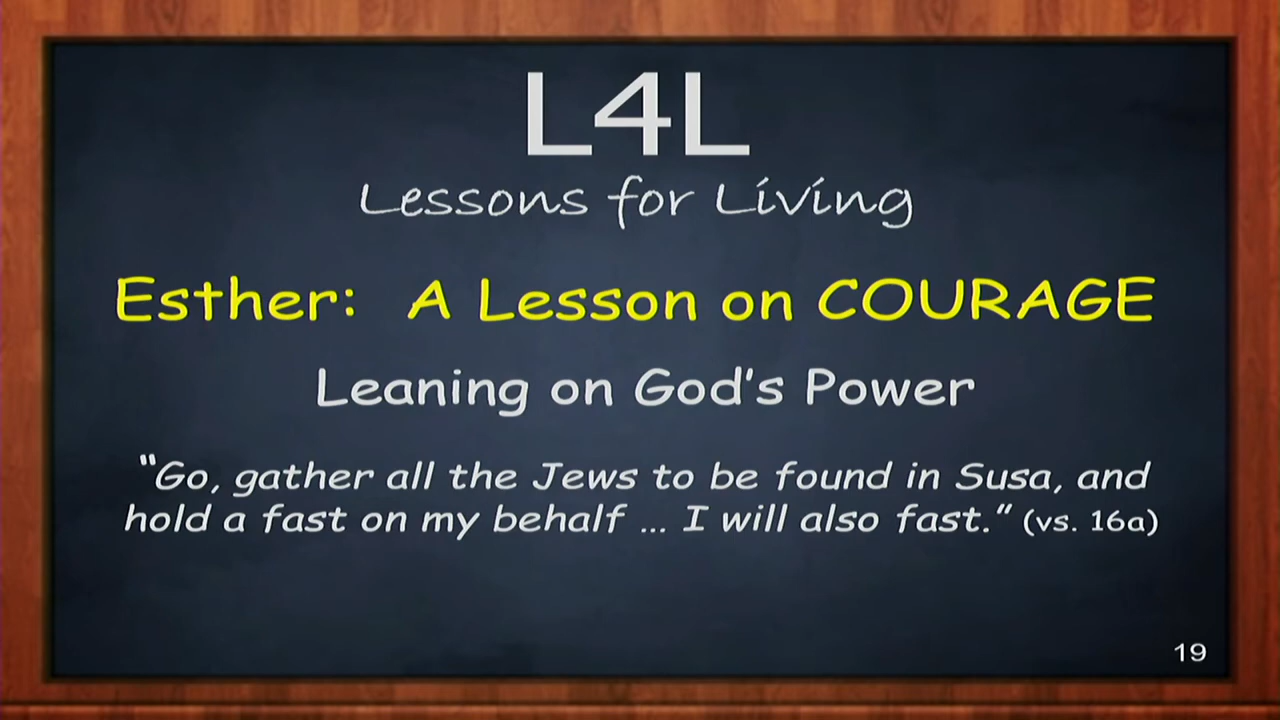 L4L
Lessons for Living
Esther: A Lesson on COURAGE
Leaning on God's Power
“Go, gather all the Jews to be found in Susa, and
hold a fast on my behalf … I will also fast.” (vs. 16a)
19